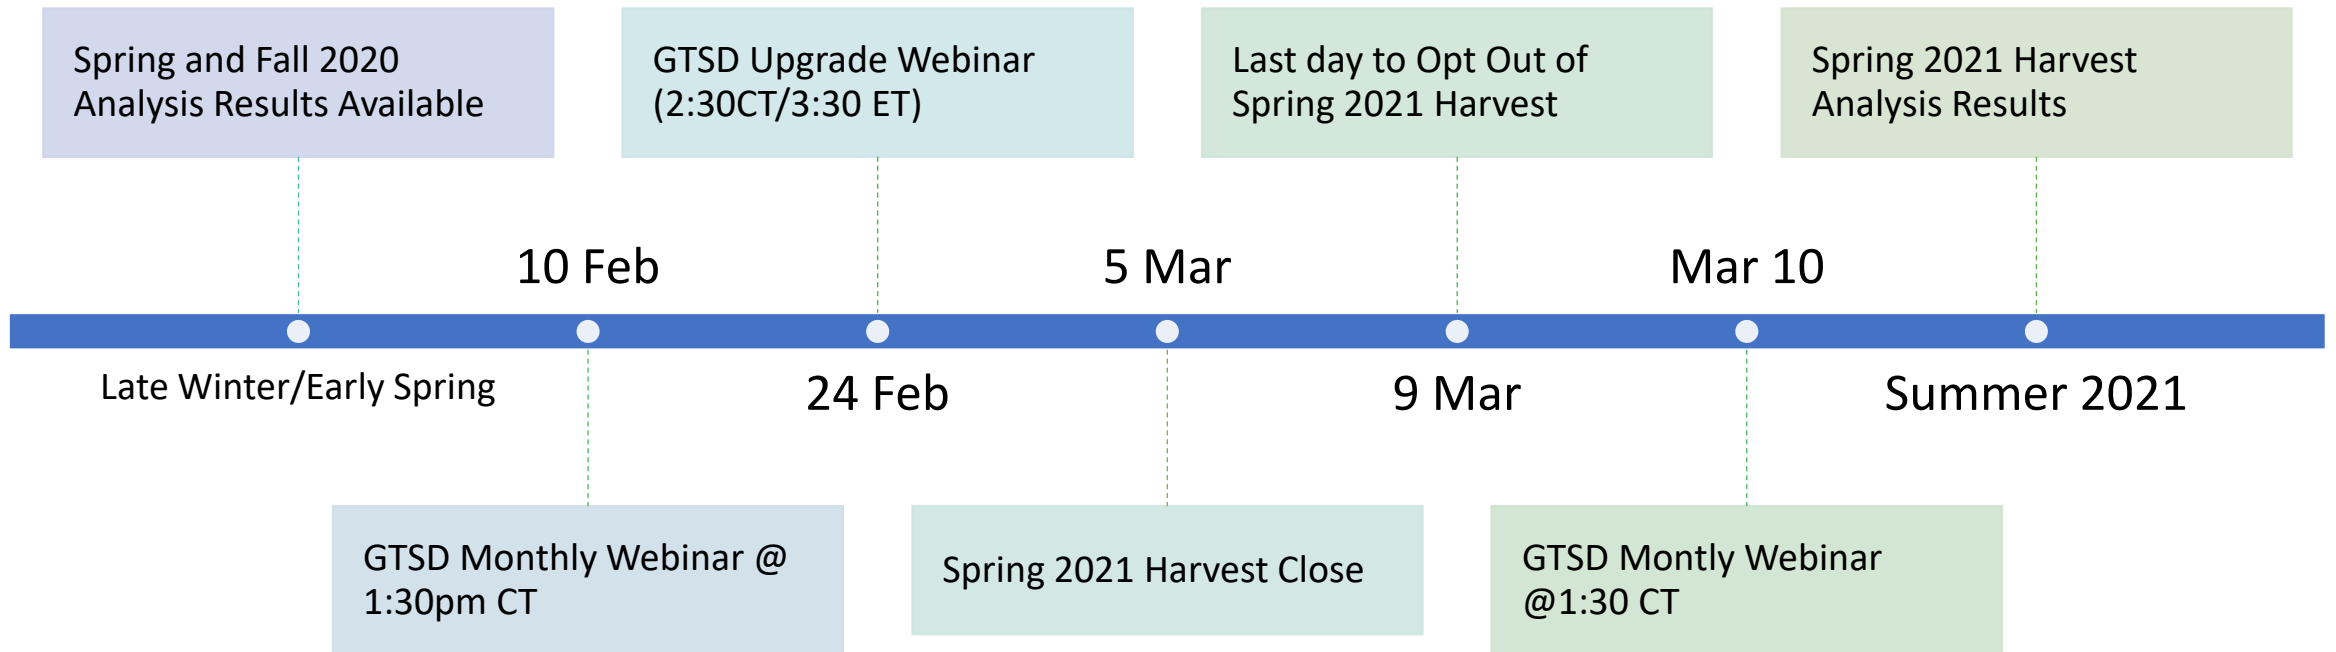 Spring and Fall 2020
Analysis Results Available
GTSD Upgrade Webinar
(2:30CT/3:30 ET)
Last day to Opt Out of
Spring 2021 Harvest
Spring 2021 Harvest
Analysis Results
10 Feb
5 Mar
Mar 10
Late Winter/Early Spring
24 Feb
9 Mar
Summer 2021
GTSD Monthly Webinar @
1:30pm CT
Spring 2021 Harvest Close
GTSD Montly Webinar
@1:30 CT